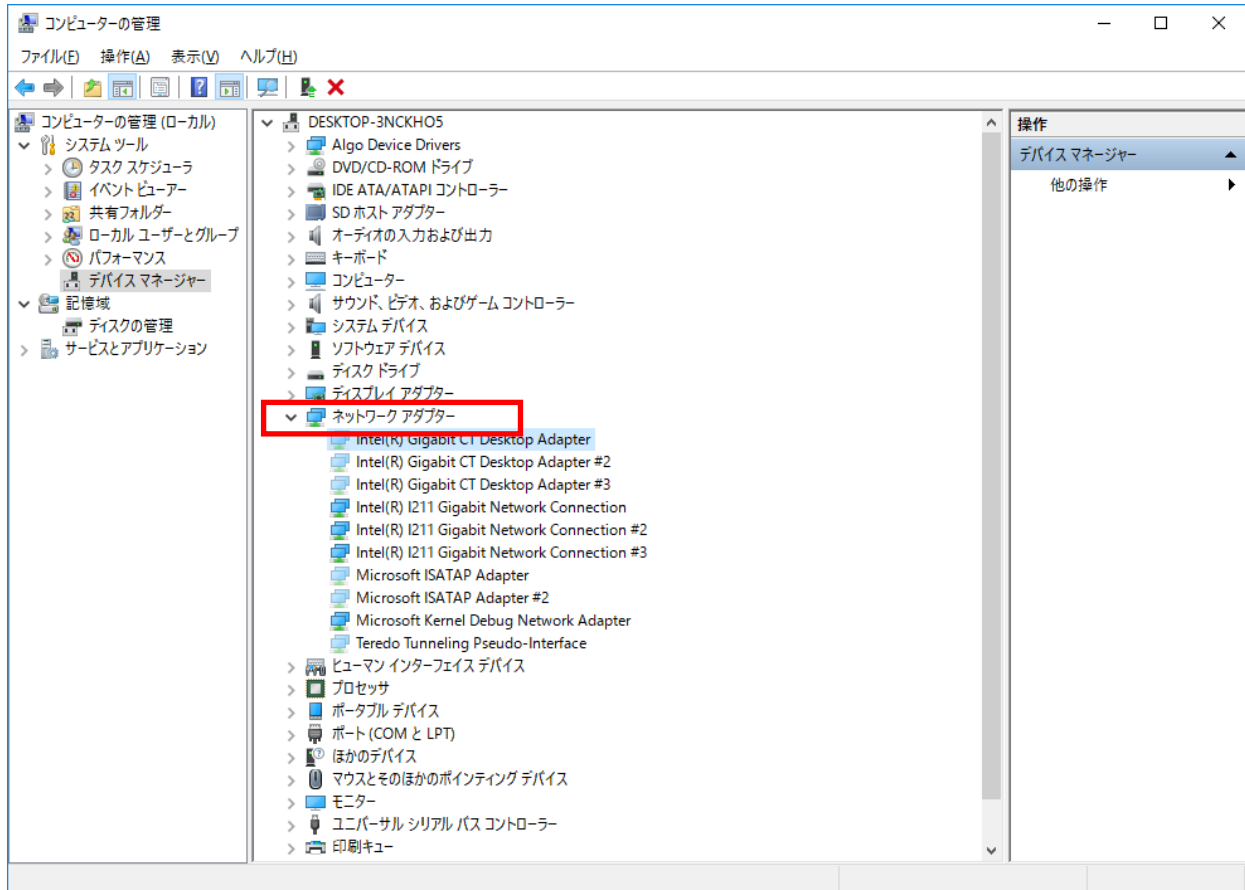 コンピューターの管理
ファイル(F) 操作(A) 表示(V) ヘルプ(H)
コンピューターの管理 (ローカル)
システム ツール
タスク スケジューラ
イベント ビューアー
共有フォルダー
ローカル ユーザーとグループ
パフォーマンス
デバイス マネージャー
記憶域
ディスクの管理
サービスとアプリケーション
DESKTOP-3NCKHO5
Algo Device Drivers
DVD/CD-ROM ドライブ
IDE ATA/ATAPI コントローラー
SD ホスト アダプター
オーディオの入力および出力
キーボード
コンピューター
サウンド、ビデオ、およびゲーム コントローラー
システム デバイス
ソフトウェア デバイス
ディスク ドライブ
ディスプレイ アダプター
ネットワーク アダプター
Intel(R) Gigabit CT Desktop Adapter
Intel(R) Gigabit CT Desktop Adapter #2
Intel(R) Gigabit CT Desktop Adapter #3
Intel(R) I211 Gigabit Network Connection
Intel(R) I211 Gigabit Network Connection #2
Intel(R) I211 Gigabit Network Connection #3
Microsoft ISATAP Adapter
Microsoft ISATAP Adapter #2
Microsoft Kernel Debug Network Adapter
Teredo Tunneling Pseudo-Interface
ヒューマン インターフェイス デバイス
プロセッサ
ポータブル デバイス
ポート (COM と LPT)
ほかのデバイス
マウスとそのほかのポインティング デバイス
モニター
ユニバーサル シリアル バス コントローラー
印刷キュー
操作
デバイス マネージャー
他の操作